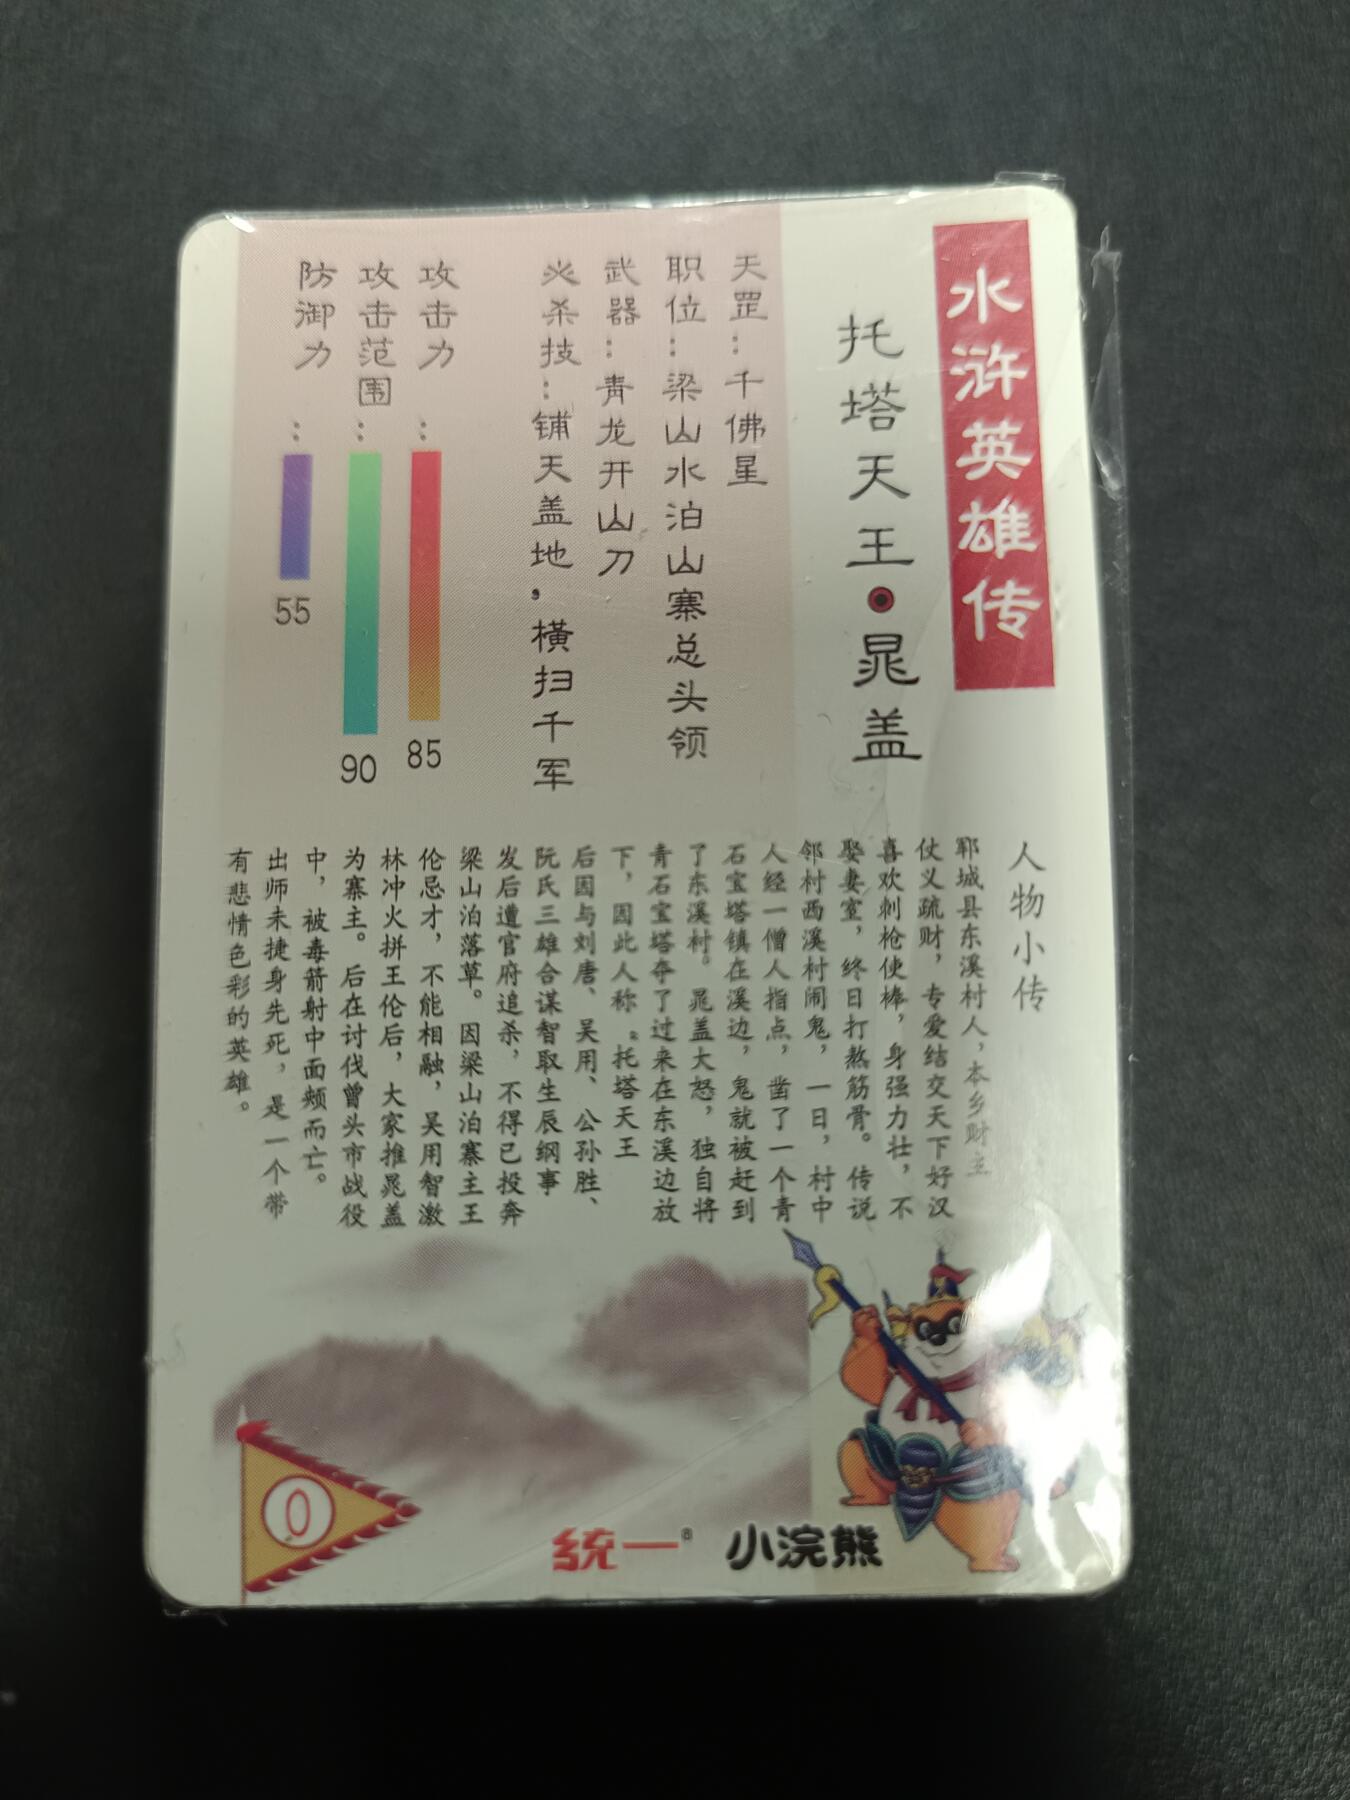 水浒英雄传
托塔天王●晁盖
天罡：千佛星
职位：梁山水泊山寨总头领
武器：青龙开山刀
必杀技：铺天盖地，横扫千军
攻击力：85
攻击范围：90
防御力：55
人物小传
郓城县东溪村人，本乡财主
仗义疏财，专爱结交天下好汉
喜欢刺枪使棒，身强力壮，不
娶妻室，终日打熬筋骨。传说
邻村西溪村闹鬼，一日，村中
人经一僧人指点，凿了一个青
石宝塔镇在溪边，鬼就被赶到
了东溪村。晁盖大怒，独自将
青石宝塔夺了过来在东溪边放
下，因此人称“托塔天王
后因与刘唐、吴用、公孙胜、
阮氏三雄合谋智取生辰纲事
发后遭官府追杀，不得已投奔
梁山泊落草。因梁山泊寨主王
伦忌才，不能相融，吴用智激
林冲火拼王伦后，大家推晁盖
为寨主。后在讨伐曾头市战役
中，被毒箭射中面颊而亡。
出师未捷身先死，是一个带
有悲情色彩的英雄。
0
统一® 小浣熊